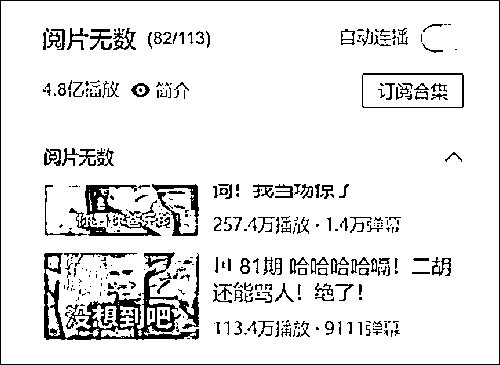 阅片无数 (82/113) 自动连播
4.8亿播放 简介 订阅合集
阅片无数
词！我当场惊了
257.4万播放 · 1.4万弹幕
81期 哈哈哈哈嗝！二胡
还能骂人！绝了！
没想到吧
113.4万播放 · 9111弹幕